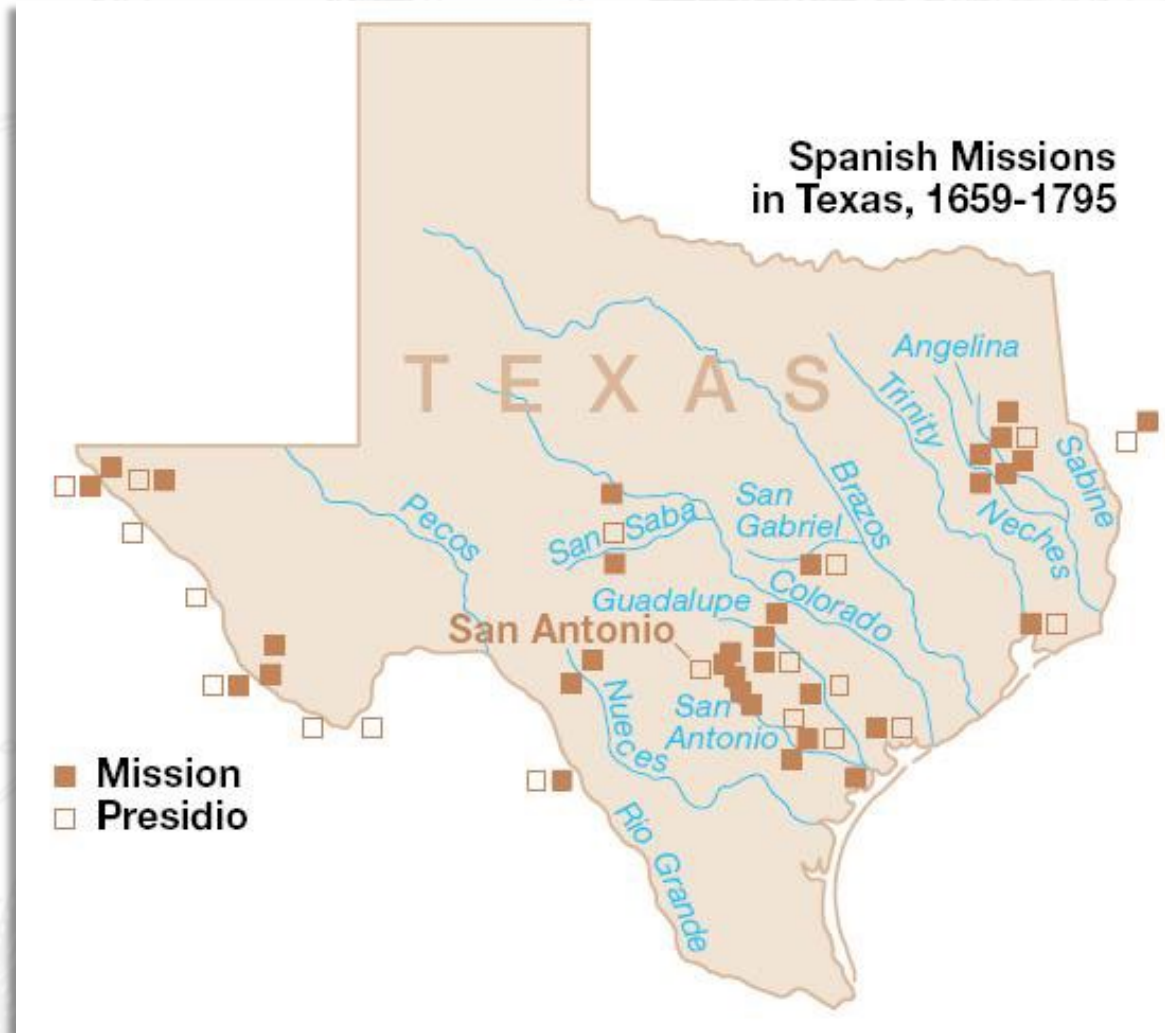 Spanish Missions
in Texas, 1659-1795
TEXAS
Angelina
Trinity
Sabine
Neches
Brazos
San
Gabriel
San Saba
Pecos
Colorado
Guadalupe
San Antonio
San
Antonio
Nueces
Rio Grande
Mission
Presidio